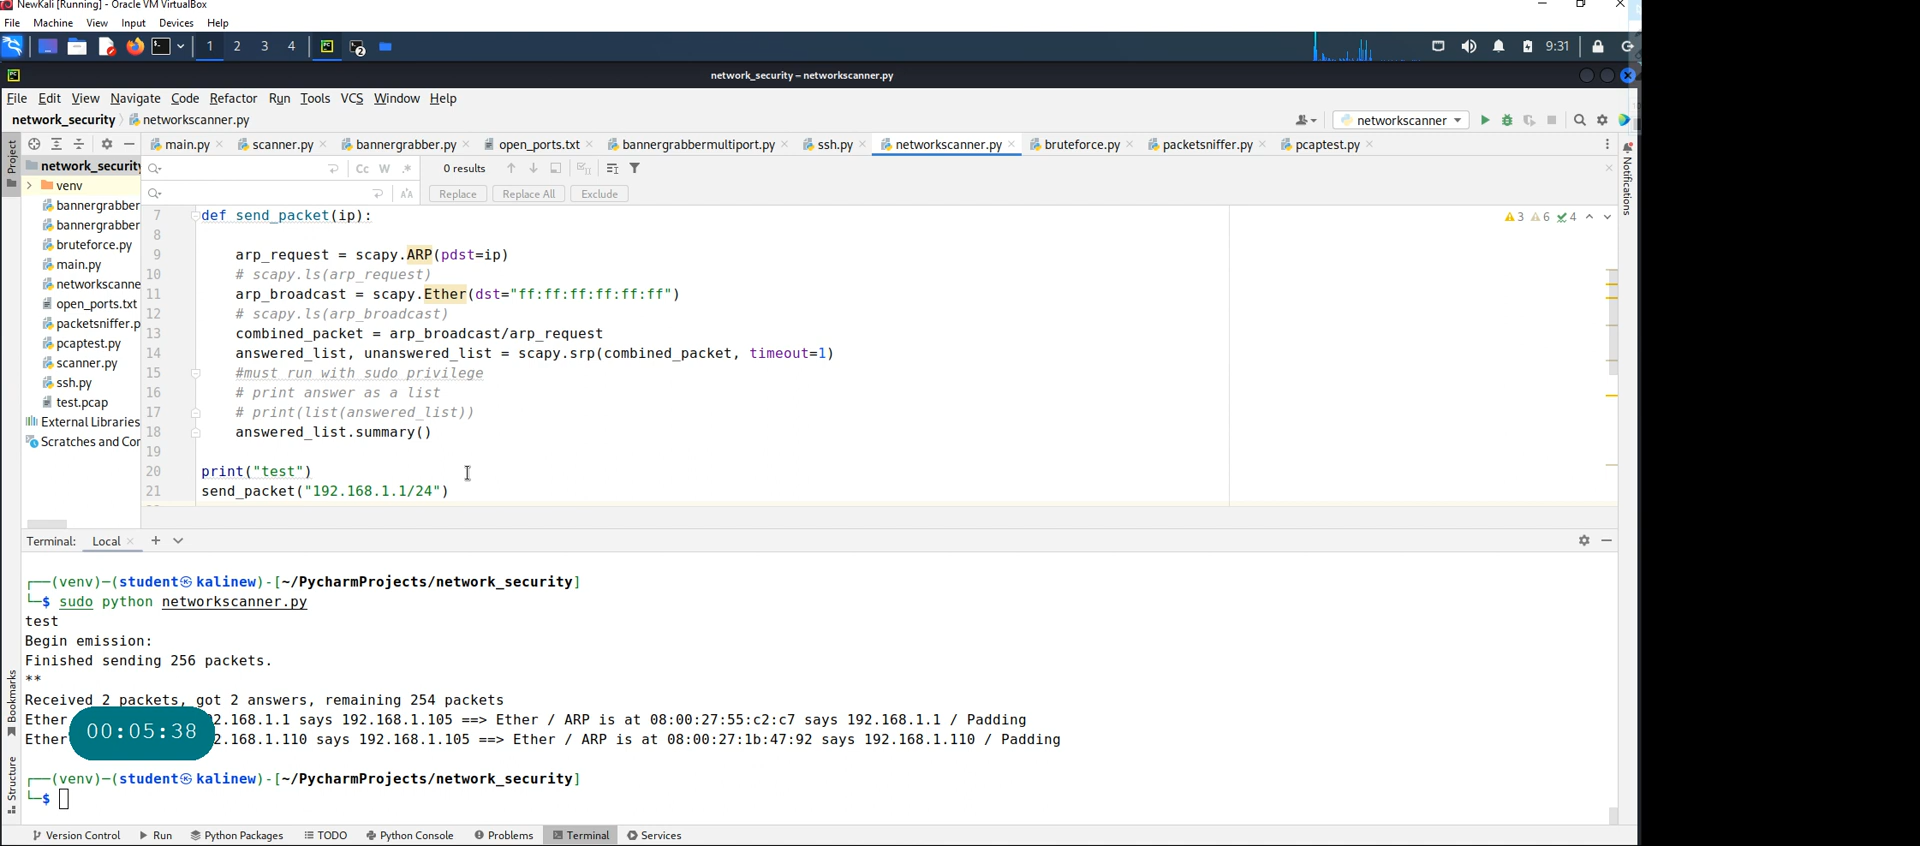 NewKali [Running] - Oracle VM VirtualBox
File Machine View Input Devices Help
1 2 3 4 9:31
network_security – networkscanner.py
File Edit View Navigate Code Refactor Run Tools VCS Window Help
network_security networkscanner.py networkscanner
Project main.py scanner.py bannergrabber.py open_ports.txt bannergrabbermultiport.py ssh.py networkscanner.py bruteforce.py packetsniffer.py pcaptest.py
Notifications
network_security
venv
bannergrabber
bannergrabber
bruteforce.py
main.py
networkscanne
open_ports.txt
packetsniffer.p
pcaptest.py
scanner.py
ssh.py
test.pcap
External Libraries
Scratches and Cor
Cc W .* 0 results
Replace Replace All Exclude
3 6 4
7 def send_packet(ip):
8
9 arp_request = scapy.ARP(pdst=ip)
10 # scapy.ls(arp_request)
11 arp_broadcast = scapy.Ether(dst="ff:ff:ff:ff:ff:ff")
12 # scapy.ls(arp_broadcast)
13 combined_packet = arp_broadcast/arp_request
14 answered_list, unanswered_list = scapy.srp(combined_packet, timeout=1)
15 #must run with sudo privilege
16 # print answer as a list
17 # print(list(answered_list))
18 answered_list.summary()
19
20 print("test")
21 send_packet("192.168.1.1/24")
Terminal: Local
┌──(venv)─(student㉿kalinew)-[~/PycharmProjects/network_security]
└─$ sudo python networkscanner.py
test
Begin emission:
Finished sending 256 packets.
**
Received 2 packets, got 2 answers, remaining 254 packets
Ether 2.168.1.1 says 192.168.1.105 ==> Ether / ARP is at 08:00:27:55:c2:c7 says 192.168.1.1 / Padding
00:05:38
Ether 2.168.1.110 says 192.168.1.105 ==> Ether / ARP is at 08:00:27:1b:47:92 says 192.168.1.110 / Padding
┌──(venv)─(student㉿kalinew)-[~/PycharmProjects/network_security]
└─$
Bookmarks
Structure
Version Control Run Python Packages TODO Python Console Problems Terminal Services